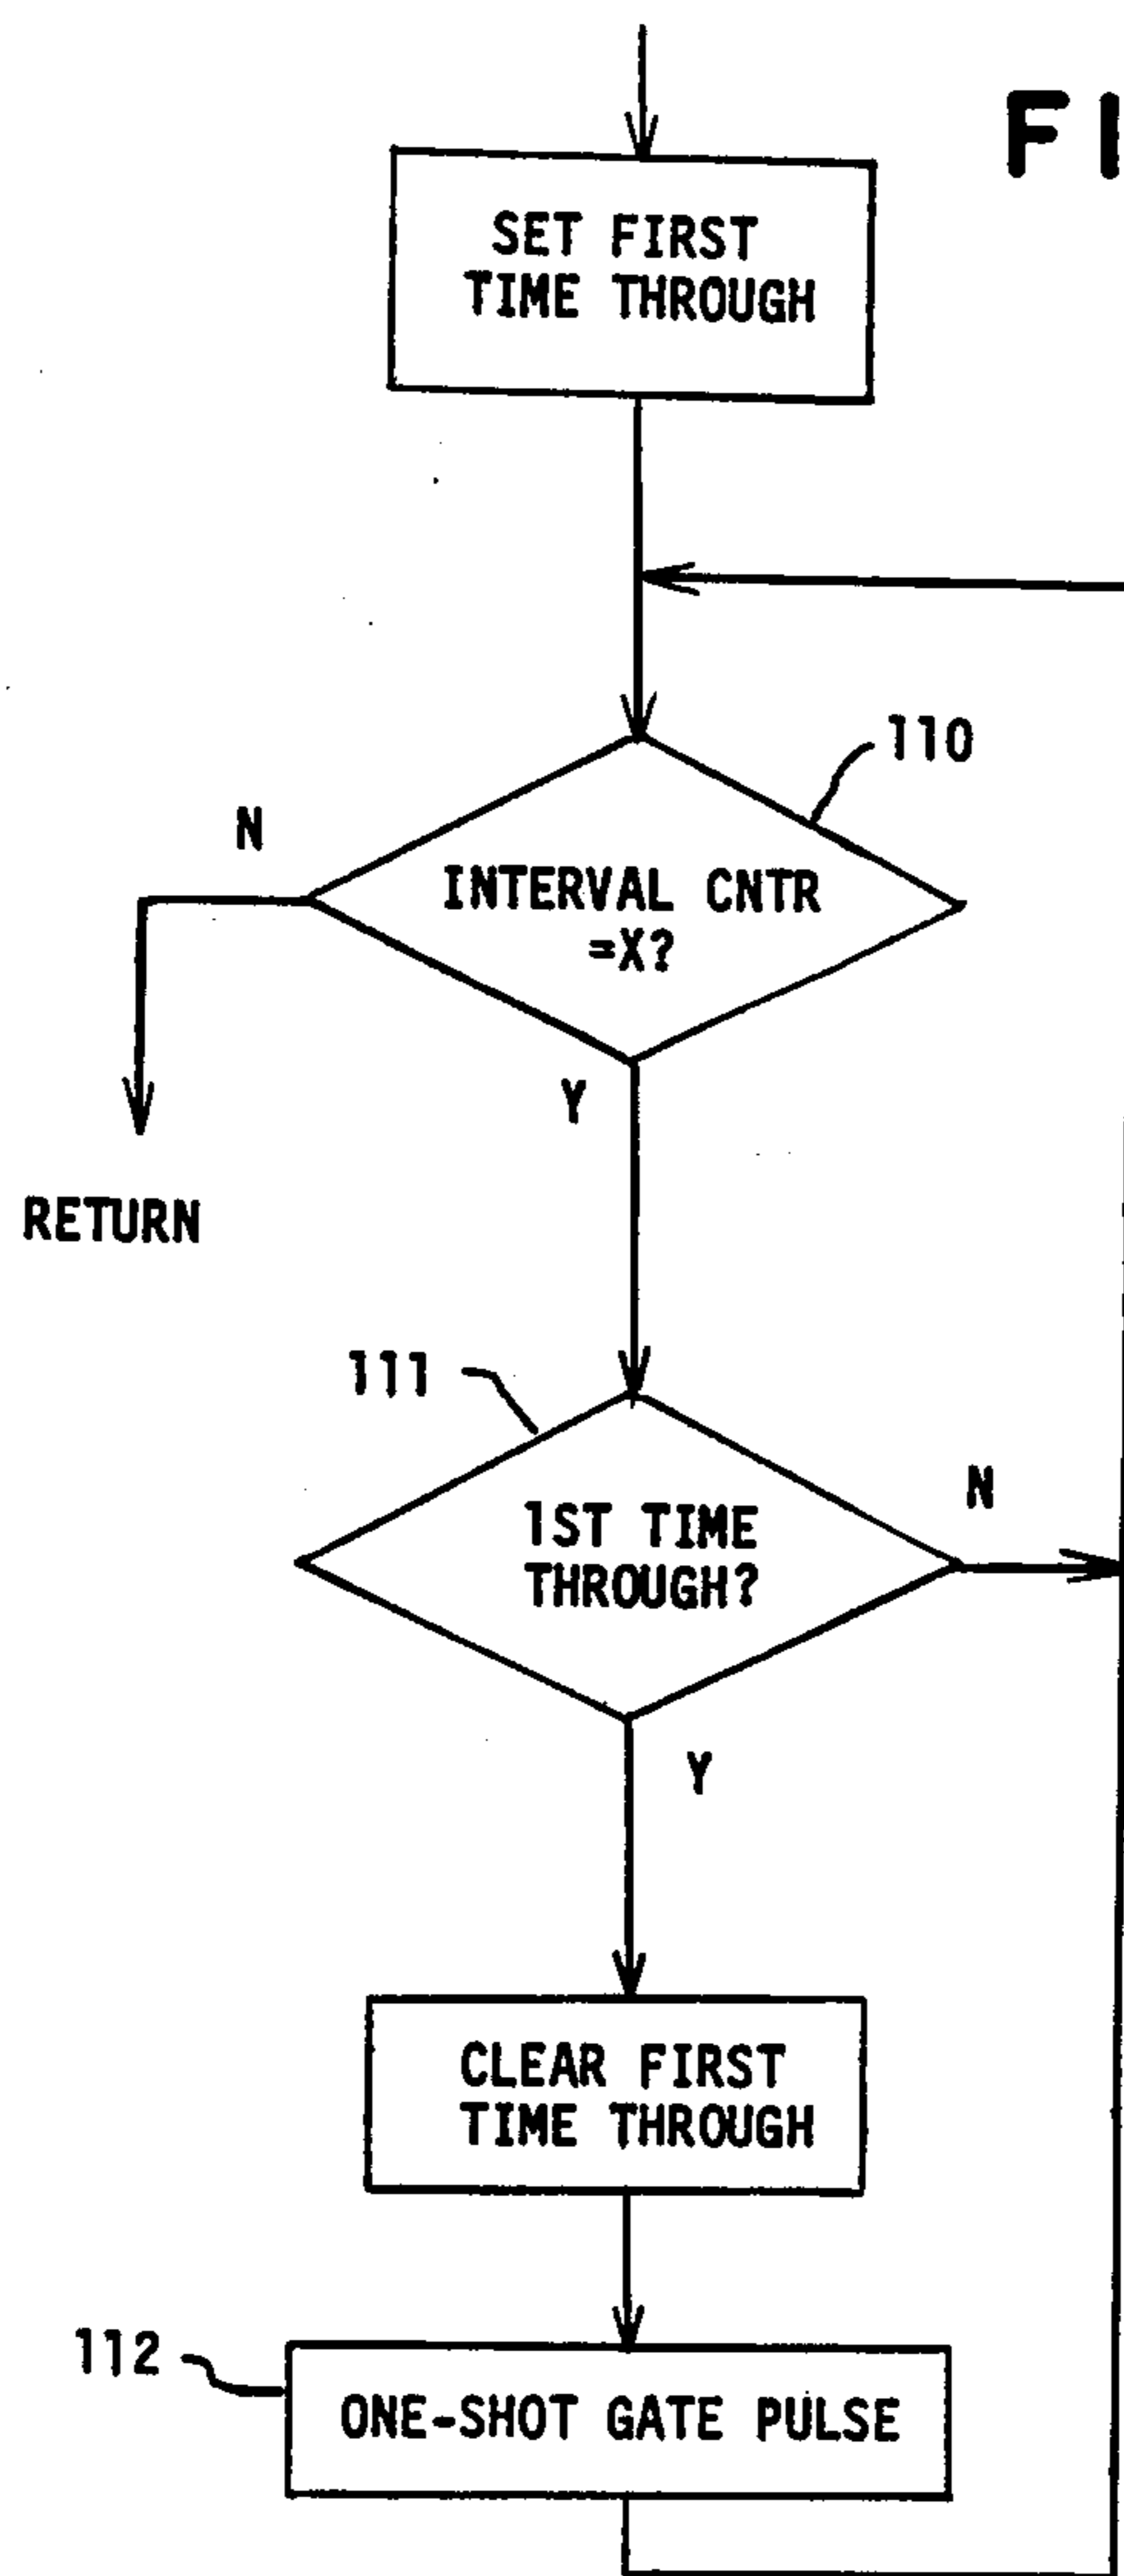 FI
SET FIRST
TIME THROUGH
110
N
INTERVAL CNTR
=X?
Y
RETURN
111
N
1ST TIME
THROUGH?
Y
CLEAR FIRST
TIME THROUGH
112
ONE-SHOT GATE PULSE